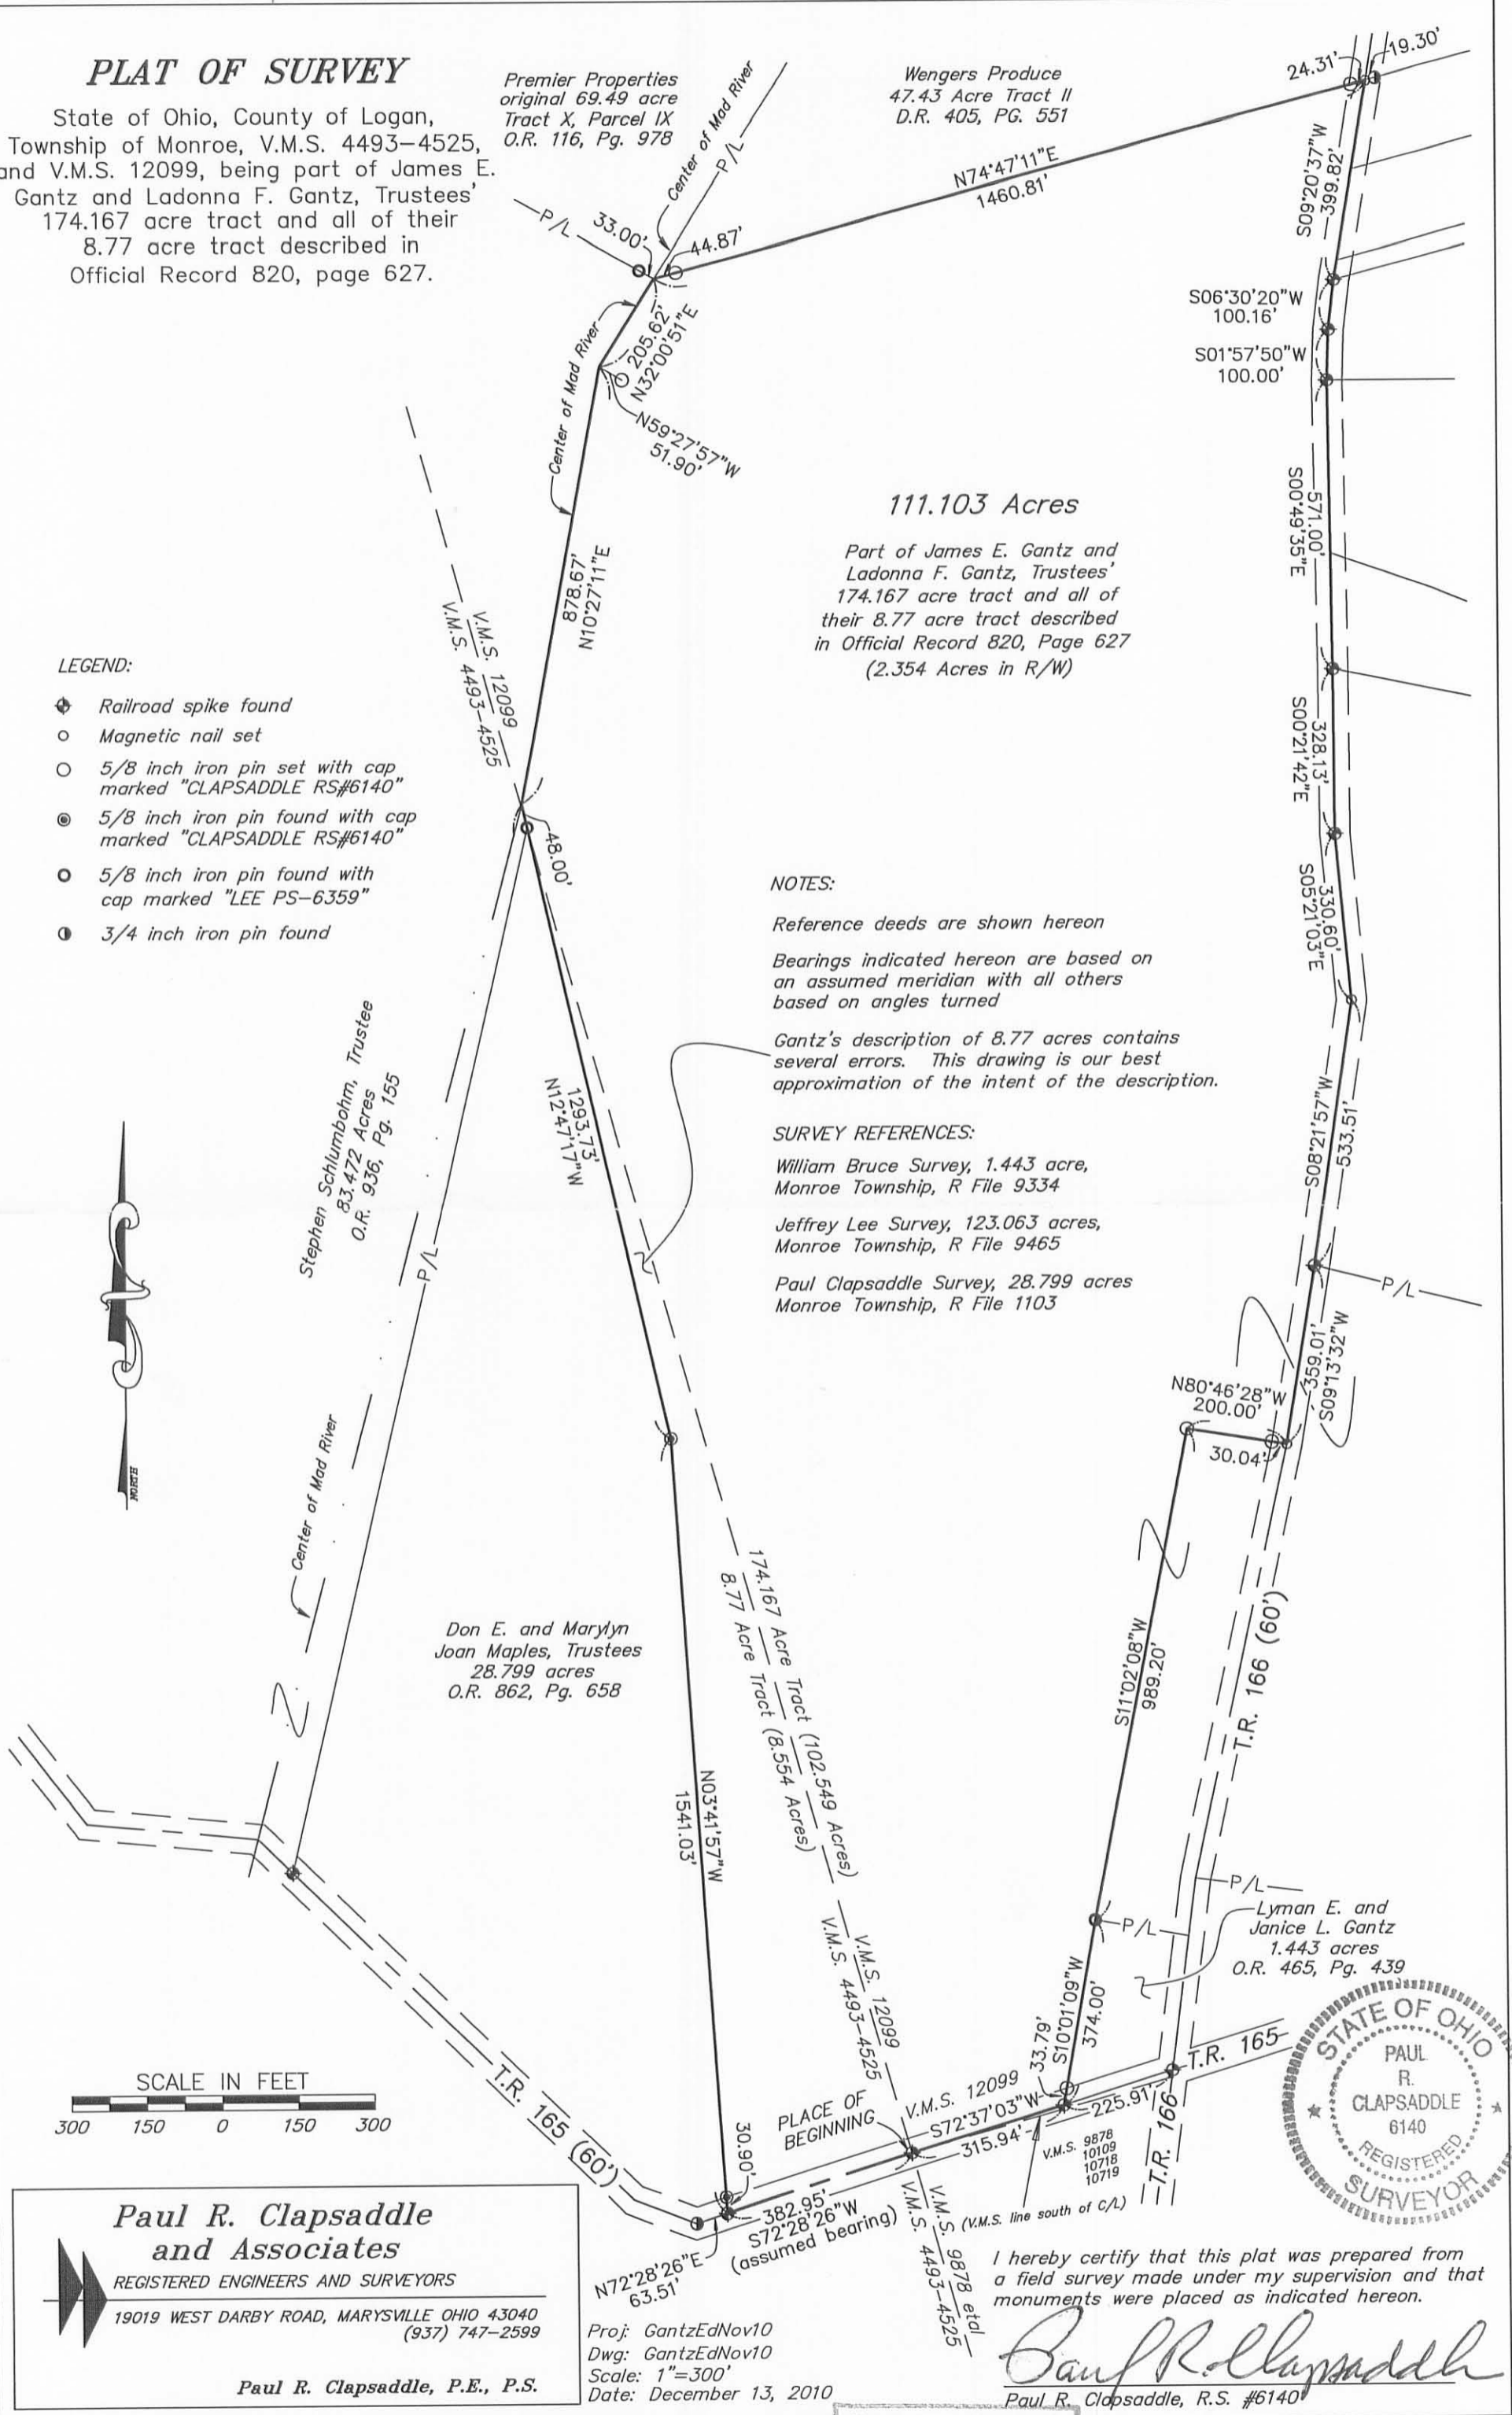 PLAT OF SURVEY
State of Ohio, County of Logan,
Township of Monroe, V.M.S. 4493-4525,
and V.M.S. 12099, being part of James E.
Gantz and Ladonna F. Gantz, Trustees'
174.167 acre tract and all of their
8.77 acre tract described in
Official Record 820, page 627.
Premier Properties
original 69.49 acre
Tract X, Parcel IX
O.R. 116, Pg. 978
Center of Mad River
P/L
P/L
33.00'
44.87'
Wengers Produce
47.43 Acre Tract II
D.R. 405, PG. 551
N74°47'11"E
1460.81'
24.31'
19.30'
S09°20'37"W
399.82'
S06°30'20"W
100.16'
S01°57'50"W
100.00'
571.00'
S00°49'35"E
328.13'
S00°21'42"E
330.60'
S05°21'03"E
S08°21'57"W
533.51'
P/L
359.01'
S09°13'32"W
205.62'
N32°00'51"E
N59°27'57"W
51.90'
Center of Mad River
878.67'
N10°27'11"E
V.M.S. 12099
V.M.S. 4493-4525
111.103 Acres
Part of James E. Gantz and
Ladonna F. Gantz, Trustees'
174.167 acre tract and all of
their 8.77 acre tract described
in Official Record 820, Page 627
(2.354 Acres in R/W)
LEGEND:
Railroad spike found
Magnetic nail set
5/8 inch iron pin set with cap
marked "CLAPSADDLE RS#6140"
5/8 inch iron pin found with cap
marked "CLAPSADDLE RS#6140"
5/8 inch iron pin found with
cap marked "LEE PS-6359"
3/4 inch iron pin found
48.00'
NOTES:
Reference deeds are shown hereon
Bearings indicated hereon are based on
an assumed meridian with all others
based on angles turned
Gantz's description of 8.77 acres contains
several errors. This drawing is our best
approximation of the intent of the description.
SURVEY REFERENCES:
William Bruce Survey, 1.443 acre,
Monroe Township, R File 9334
Jeffrey Lee Survey, 123.063 acres,
Monroe Township, R File 9465
Paul Clapsaddle Survey, 28.799 acres
Monroe Township, R File 1103
Stephen Schlumbohm, Trustee
83.472 Acres
O.R. 936, Pg. 155
P/L
1293.73'
N12°47'17"W
NORTH
Center of Mad River
N80°46'28"W
200.00'
30.04'
S11°02'08"W
989.20'
T.R. 166 (60')
Don E. and Marylyn
Joan Maples, Trustees
28.799 acres
O.R. 862, Pg. 658
174.167 Acre Tract (102.549 Acres)
8.77 Acre Tract (8.554 Acres)
N03°41'57"W
1541.03'
V.M.S. 12099
V.M.S. 4493-4525
P/L
P/L
Lyman E. and
Janice L. Gantz
1.443 acres
O.R. 465, Pg. 439
S10°01'09"W
374.00'
33.79'
T.R. 165
T.R. 166
225.91'
STATE OF OHIO
PAUL
R.
CLAPSADDLE
6140
REGISTERED
SURVEYOR
SCALE IN FEET
300 150 0 150 300
T.R. 165 (60')
30.90'
PLACE OF
BEGINNING
V.M.S. 12099
S72°37'03"W
315.94'
V.M.S. 9878
10109
10718
10719
(V.M.S. line south of C/L)
382.95'
S72°28'26"W
(assumed bearing)
N72°28'26"E
63.51'
V.M.S. 9878 etal
V.M.S. 4493-4525
Paul R. Clapsaddle
and Associates
REGISTERED ENGINEERS AND SURVEYORS
19019 WEST DARBY ROAD, MARYSVILLE OHIO 43040
(937) 747-2599
Paul R. Clapsaddle, P.E., P.S.
Proj: GantzEdNov10
Dwg: GantzEdNov10
Scale: 1"=300'
Date: December 13, 2010
I hereby certify that this plat was prepared from
a field survey made under my supervision and that
monuments were placed as indicated hereon.
Paul R. Clapsaddle
Paul R. Clapsaddle, R.S. #6140